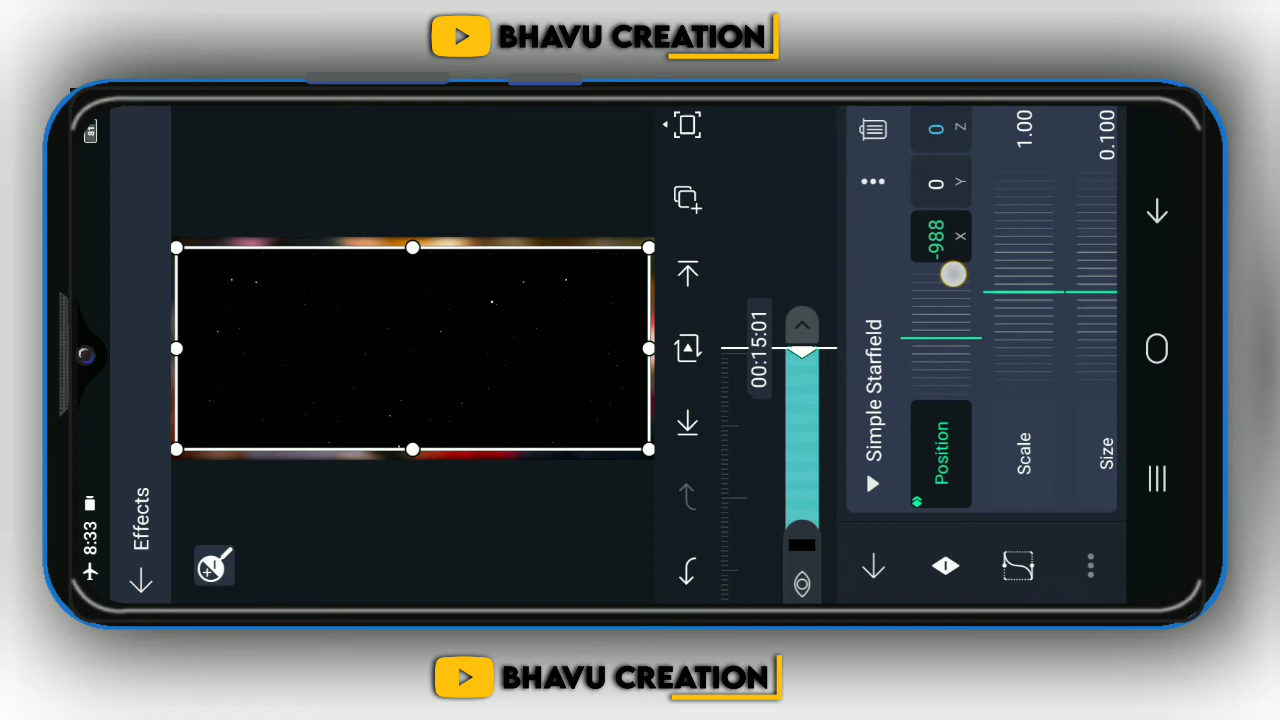 BHAVU CREATION
8:33
81
Effects
00:15:01
Simple Starfield
Position
-988
X
0
Y
0
Z
Scale
1.00
Size
0.100
BHAVU CREATION